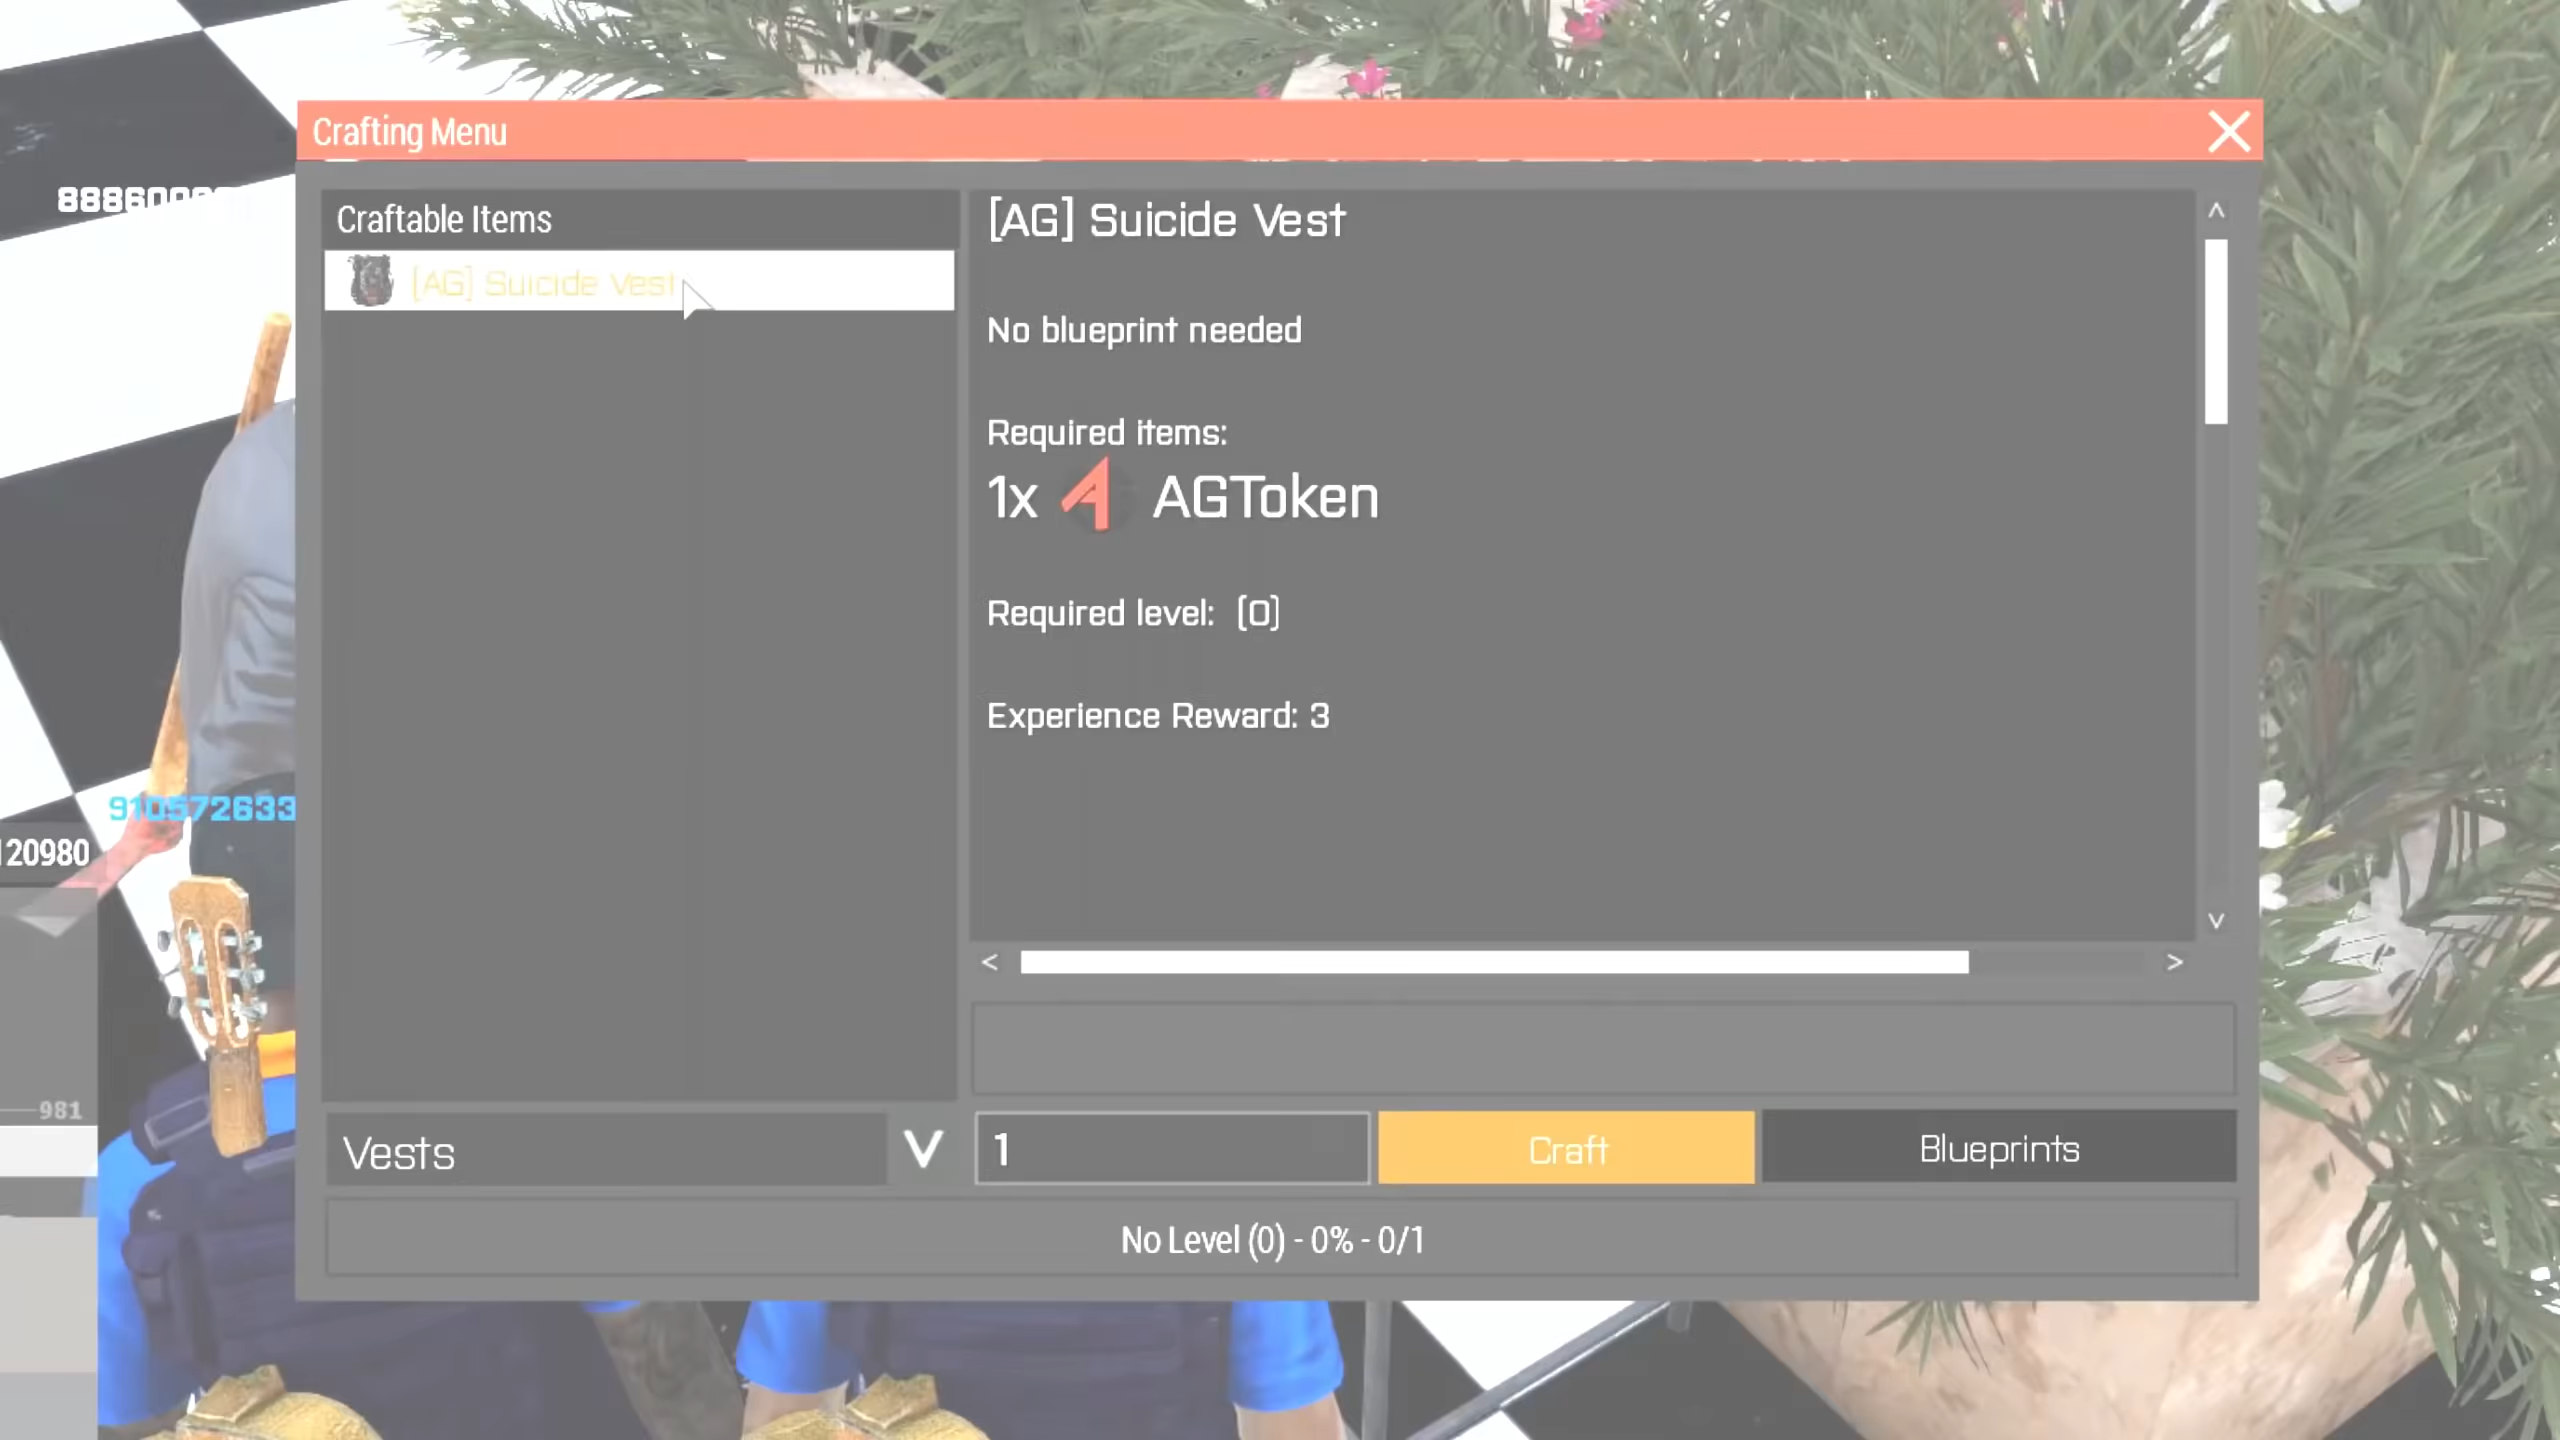 Crafting Menu
Craftable Items
[AG] Suicide Vest
[AG] Suicide Vest
No blueprint needed
Required items:
1x AGToken
Required level: (0)
Experience Reward: 3
910572633
120980
981
Vests
1
Craft
Blueprints
No Level (0) - 0% - 0/1